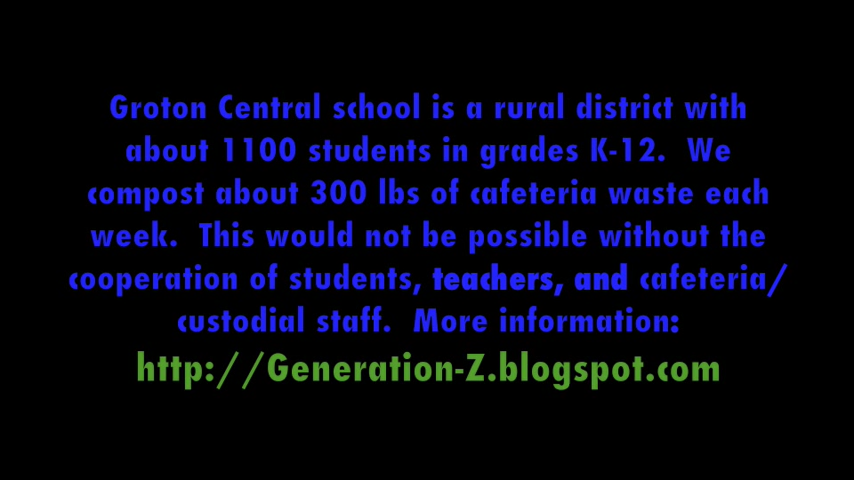 Groton Central school is a rural district with
about 1100 students in grades K-12.  We
compost about 300 lbs of cafeteria waste each
week.  This would not be possible without the
cooperation of students, teachers, and cafeteria/
custodial staff.  More information:
http://Generation-Z.blogspot.com